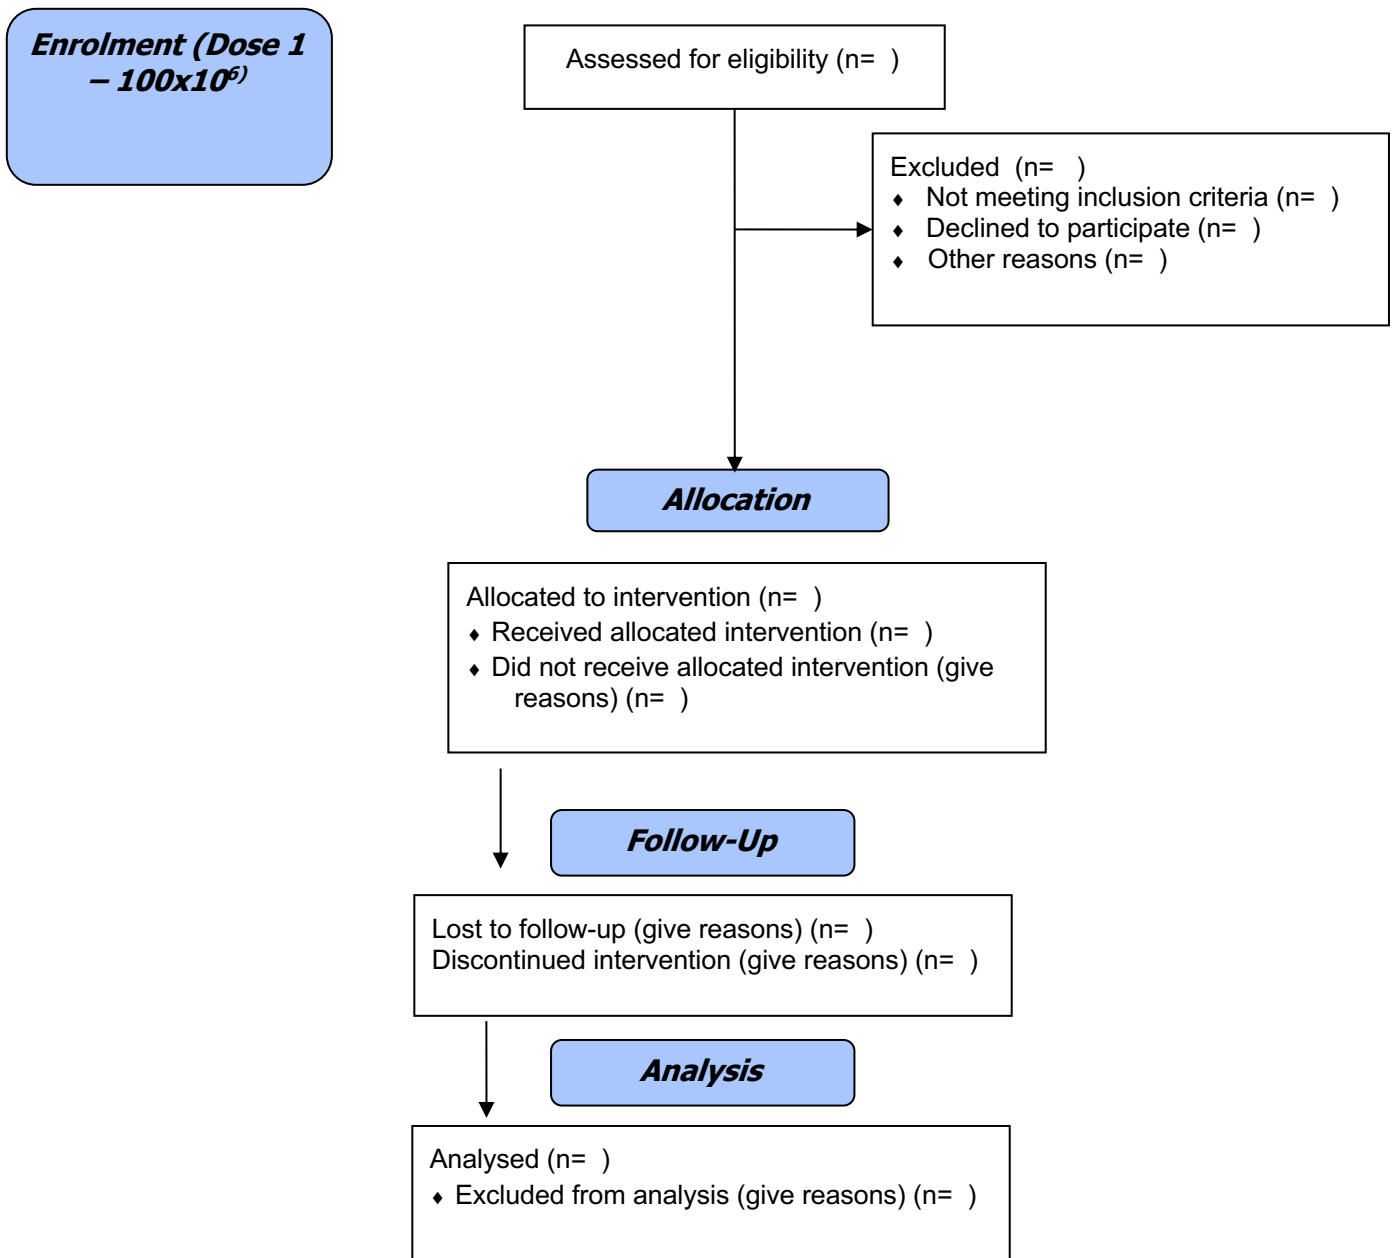 Enrolment (Dose 1
– 100x10⁶⁾
Assessed for eligibility (n= )
Excluded (n= )
♦ Not meeting inclusion criteria (n= )
♦ Declined to participate (n= )
♦ Other reasons (n= )
Allocation
Allocated to intervention (n= )
♦ Received allocated intervention (n= )
♦ Did not receive allocated intervention (give
reasons) (n= )
Follow-Up
Lost to follow-up (give reasons) (n= )
Discontinued intervention (give reasons) (n= )
Analysis
Analysed (n= )
♦ Excluded from analysis (give reasons) (n= )